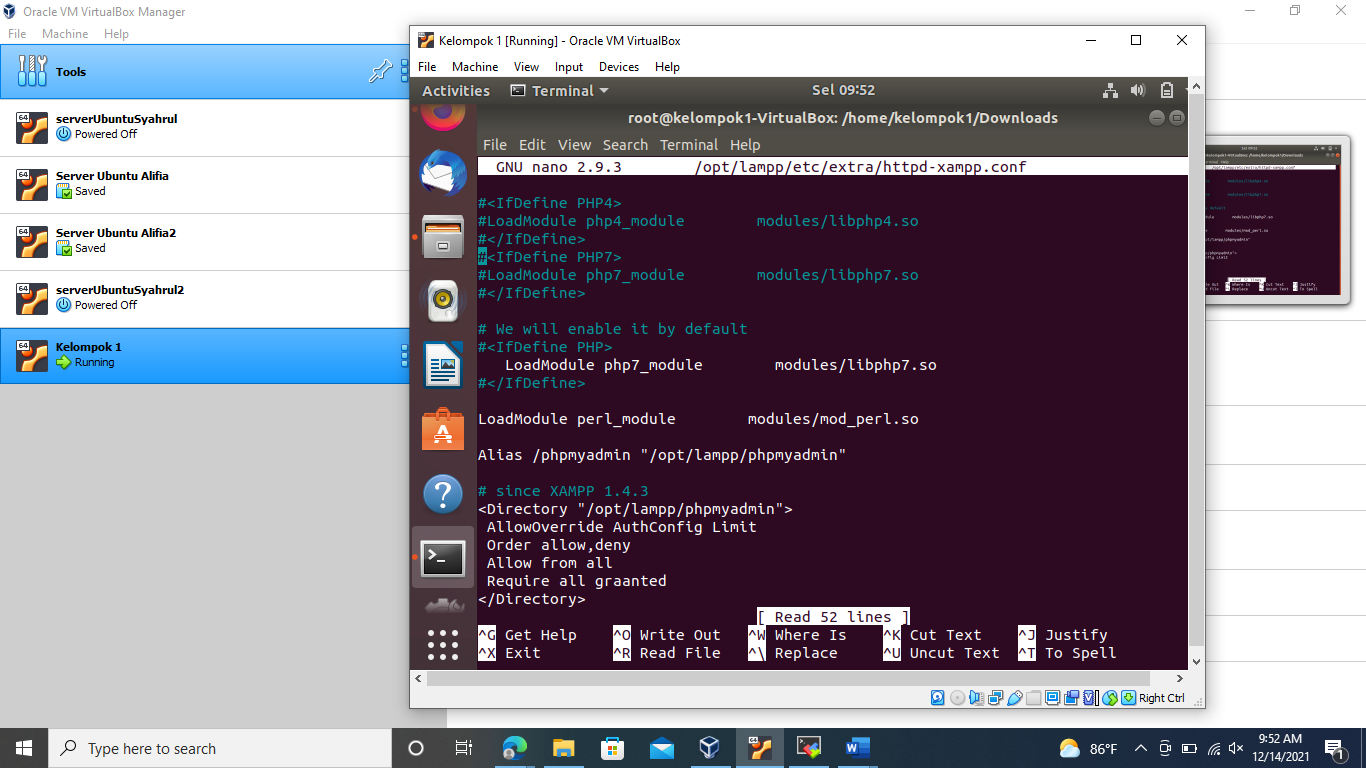 Oracle VM VirtualBox Manager
File Machine Help
Tools
64
serverUbuntuSyahrul
Powered Off
64
Server Ubuntu Alifia
Saved
64
Server Ubuntu Alifia2
Saved
64
serverUbuntuSyahrul2
Powered Off
64
Kelompok 1
Running
Kelompok 1 [Running] - Oracle VM VirtualBox
File Machine View Input Devices Help
Activities Terminal Sel 09:52
root@kelompok1-VirtualBox: /home/kelompok1/Downloads
File Edit View Search Terminal Help
GNU nano 2.9.3 /opt/lampp/etc/extra/httpd-xampp.conf
#<IfDefine PHP4>
#LoadModule php4_module modules/libphp4.so
#</IfDefine>
#<IfDefine PHP7>
#LoadModule php7_module modules/libphp7.so
#</IfDefine>
# We will enable it by default
#<IfDefine PHP>
LoadModule php7_module modules/libphp7.so
#</IfDefine>
LoadModule perl_module modules/mod_perl.so
Alias /phpmyadmin "/opt/lampp/phpmyadmin"
# since XAMPP 1.4.3
<Directory "/opt/lampp/phpmyadmin">
AllowOverride AuthConfig Limit
Order allow,deny
Allow from all
Require all graanted
</Directory>
[ Read 52 lines ]
^G Get Help ^O Write Out ^W Where Is ^K Cut Text ^J Justify
^X Exit ^R Read File ^\ Replace ^U Uncut Text ^T To Spell
Right Ctrl
Type here to search
86°F
9:52 AM
12/14/2021
1